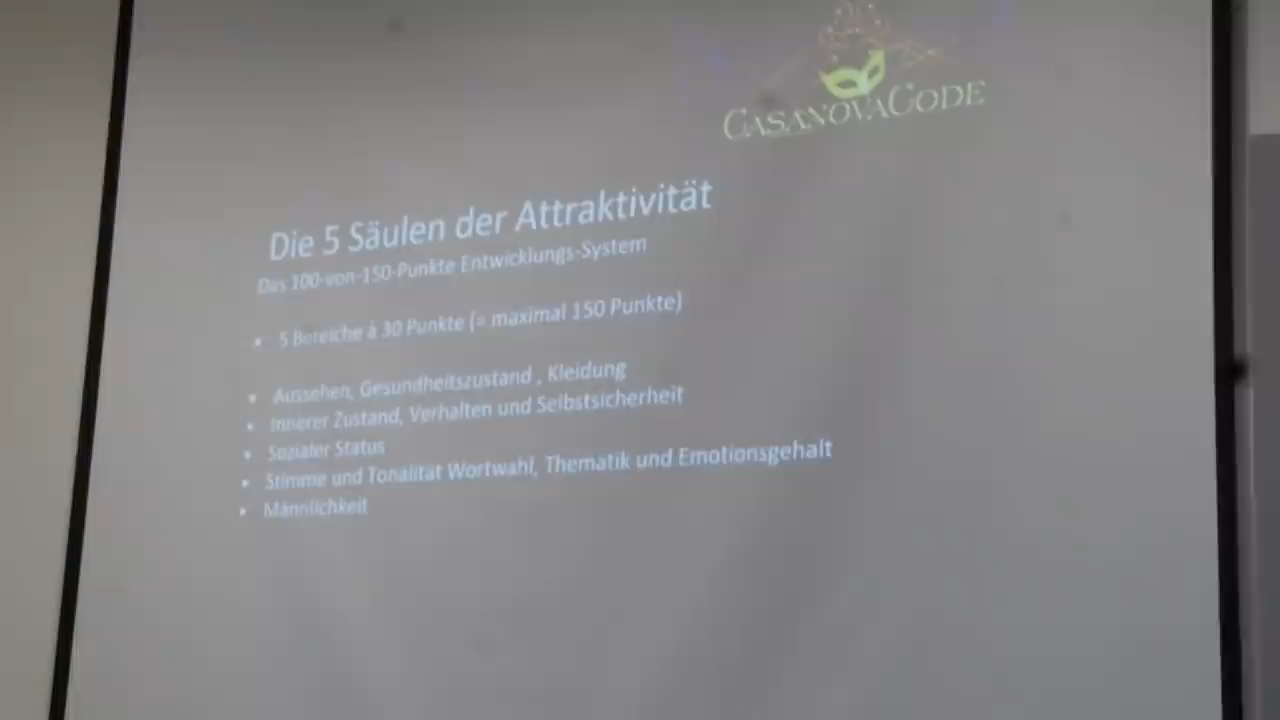 CASANOVACODE
Die 5 Säulen der Attraktivität
Das 100-von-150-Punkte Entwicklungs-System
• 5 Bereiche à 30 Punkte (= maximal 150 Punkte)
• Aussehen, Gesundheitszustand , Kleidung
• Innerer Zustand, Verhalten und Selbstsicherheit
• Sozialer Status
• Stimme und Tonalität Wortwahl, Thematik und Emotionsgehalt
• Männlichkeit